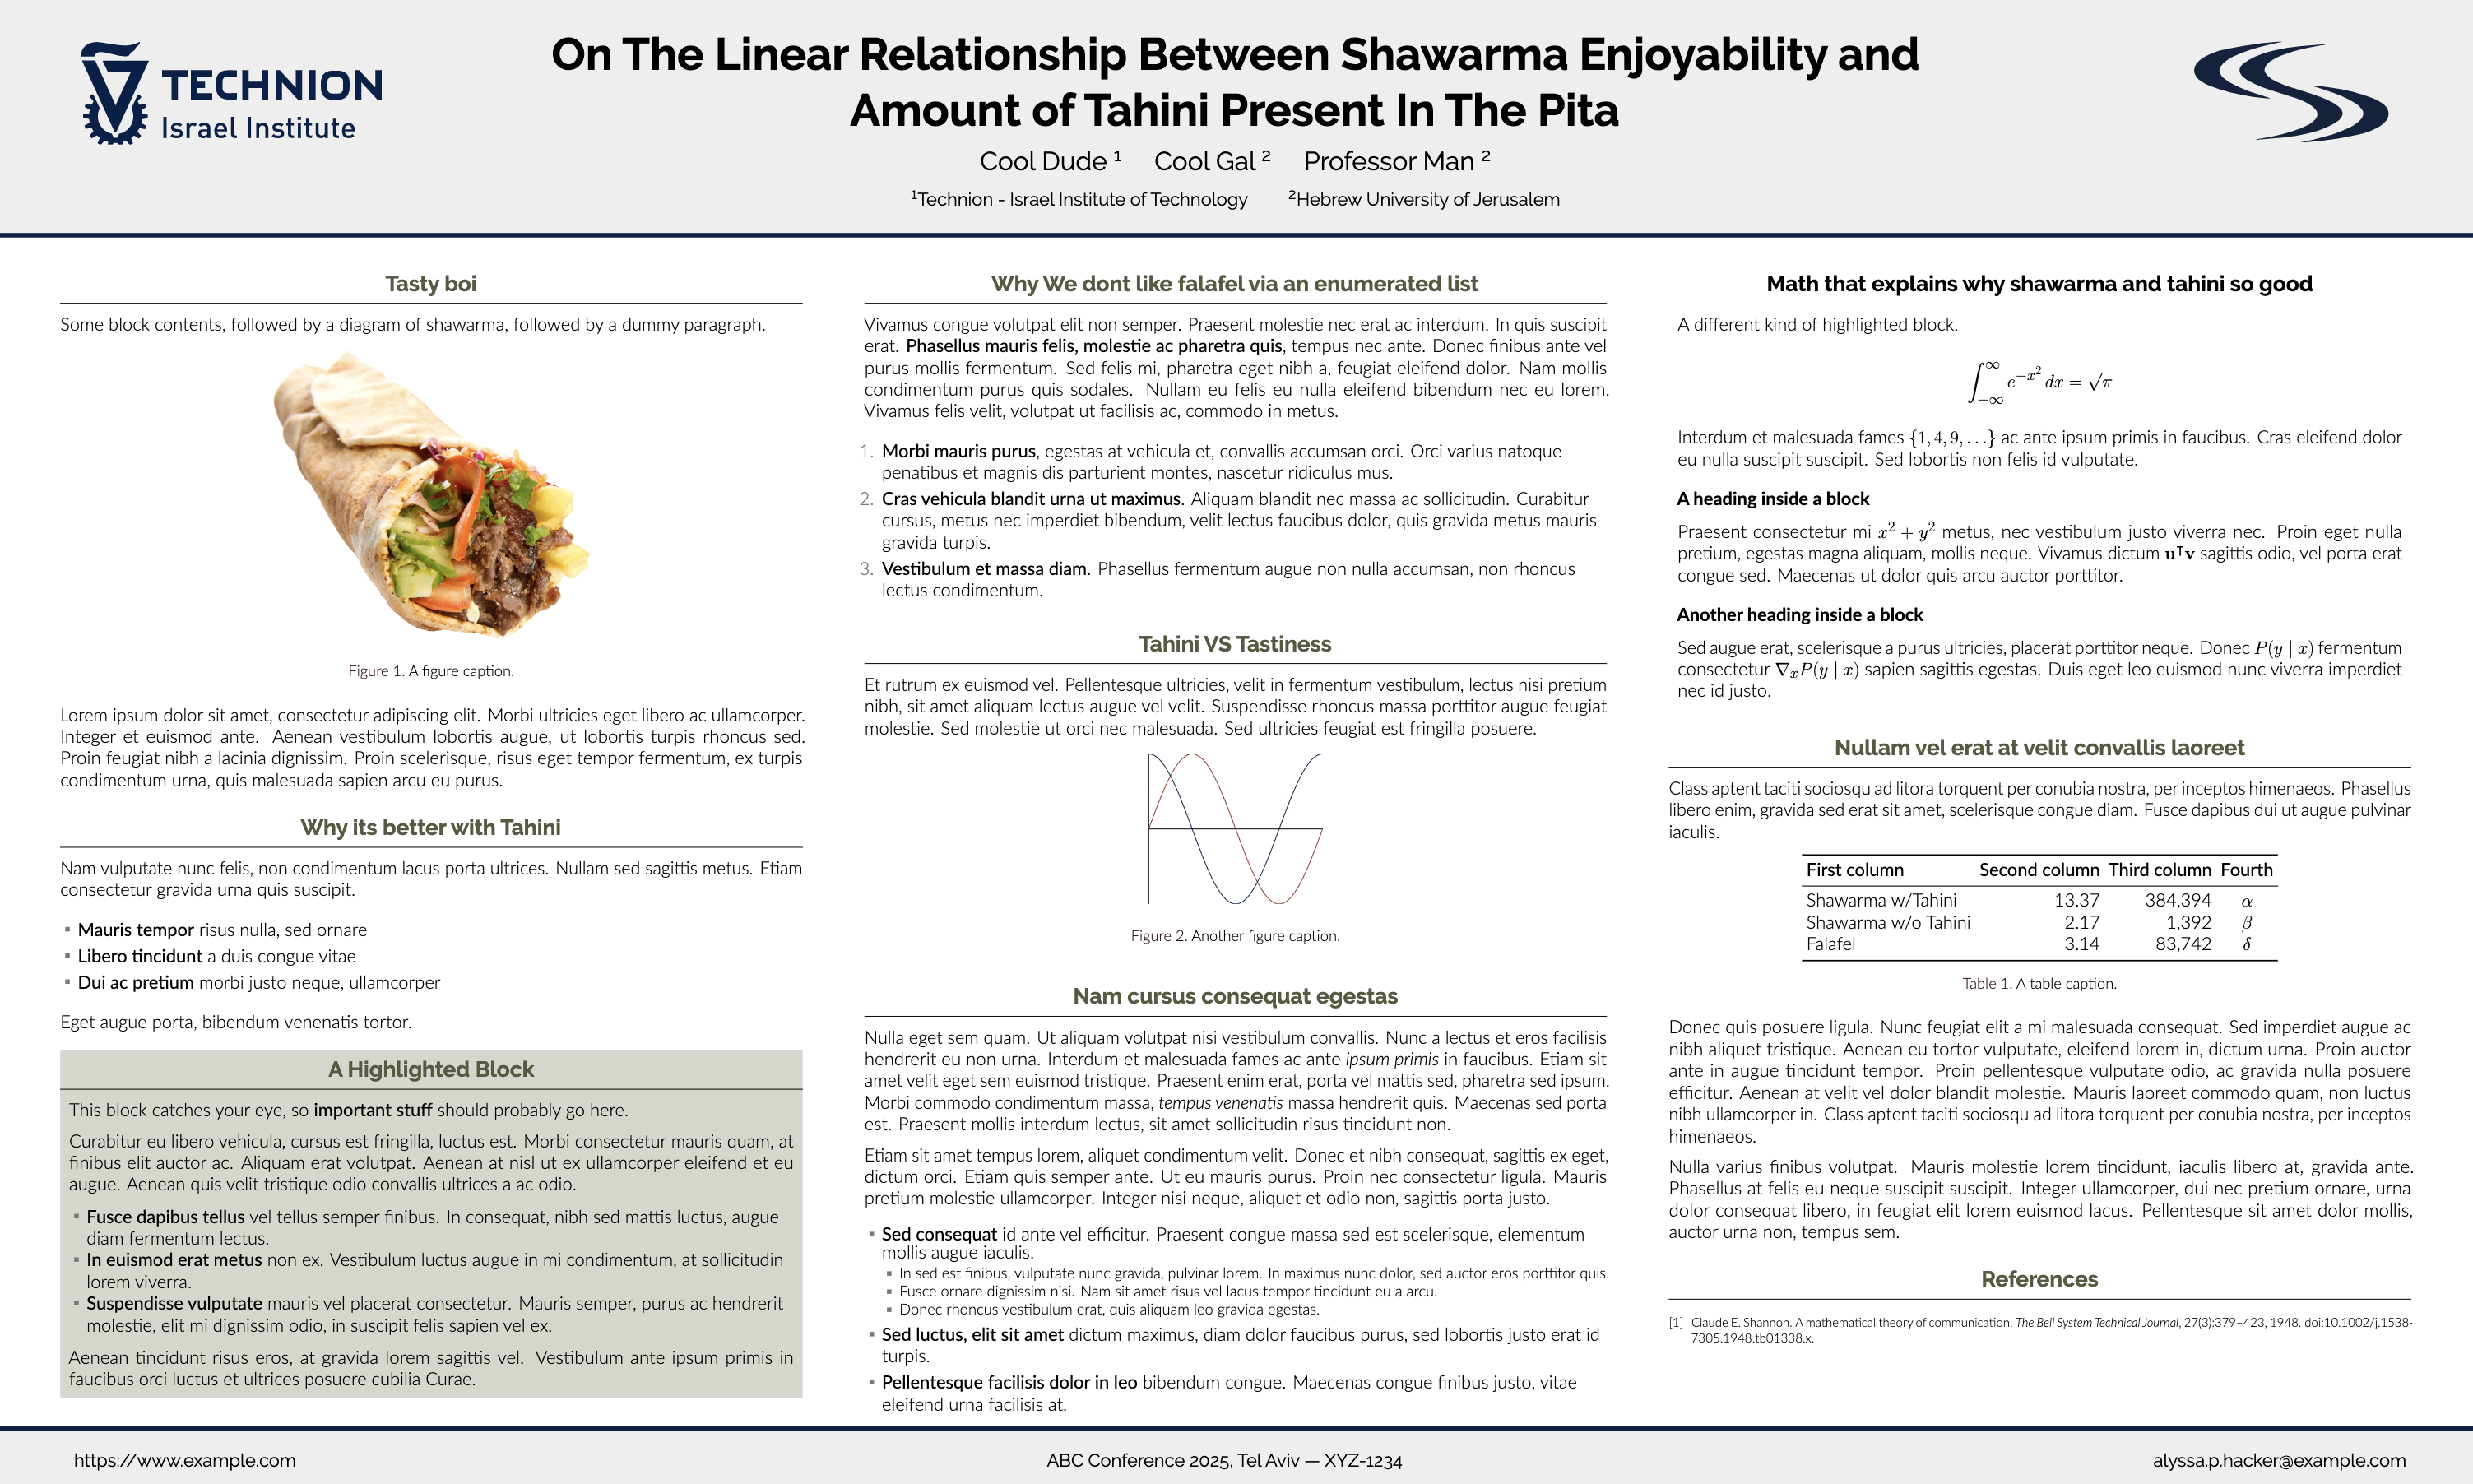 TECHNION
Israel Institute
On The Linear Relationship Between Shawarma Enjoyability and
Amount of Tahini Present In The Pita
Cool Dude ¹ Cool Gal ² Professor Man ²
¹Technion - Israel Institute of Technology ²Hebrew University of Jerusalem
Tasty boi
Some block contents, followed by a diagram of shawarma, followed by a dummy paragraph.
Figure 1. A figure caption.
Lorem ipsum dolor sit amet, consectetur adipiscing elit. Morbi ultricies eget libero ac ullamcorper.
Integer et euismod ante. Aenean vestibulum lobortis augue, ut lobortis turpis rhoncus sed.
Proin feugiat nibh a lacinia dignissim. Proin scelerisque, risus eget tempor fermentum, ex turpis
condimentum urna, quis malesuada sapien arcu eu purus.
Why its better with Tahini
Nam vulputate nunc felis, non condimentum lacus porta ultrices. Nullam sed sagittis metus. Etiam
consectetur gravida urna quis suscipit.
▪ Mauris tempor risus nulla, sed ornare
▪ Libero tincidunt a duis congue vitae
▪ Dui ac pretium morbi justo neque, ullamcorper
Eget augue porta, bibendum venenatis tortor.
A Highlighted Block
This block catches your eye, so important stuff should probably go here.
Curabitur eu libero vehicula, cursus est fringilla, luctus est. Morbi consectetur mauris quam, at
finibus elit auctor ac. Aliquam erat volutpat. Aenean at nisl ut ex ullamcorper eleifend et eu
augue. Aenean quis velit tristique odio convallis ultrices a ac odio.
▪ Fusce dapibus tellus vel tellus semper finibus. In consequat, nibh sed mattis luctus, augue
diam fermentum lectus.
▪ In euismod erat metus non ex. Vestibulum luctus augue in mi condimentum, at sollicitudin
lorem viverra.
▪ Suspendisse vulputate mauris vel placerat consectetur. Mauris semper, purus ac hendrerit
molestie, elit mi dignissim odio, in suscipit felis sapien vel ex.
Aenean tincidunt risus eros, at gravida lorem sagittis vel. Vestibulum ante ipsum primis in
faucibus orci luctus et ultrices posuere cubilia Curae.
Why We dont like falafel via an enumerated list
Vivamus congue volutpat elit non semper. Praesent molestie nec erat ac interdum. In quis suscipit
erat. Phasellus mauris felis, molestie ac pharetra quis, tempus nec ante. Donec finibus ante vel
purus mollis fermentum. Sed felis mi, pharetra eget nibh a, feugiat eleifend dolor. Nam mollis
condimentum purus quis sodales. Nullam eu felis eu nulla eleifend bibendum nec eu lorem.
Vivamus felis velit, volutpat ut facilisis ac, commodo in metus.
1. Morbi mauris purus, egestas at vehicula et, convallis accumsan orci. Orci varius natoque
penatibus et magnis dis parturient montes, nascetur ridiculus mus.
2. Cras vehicula blandit urna ut maximus. Aliquam blandit nec massa ac sollicitudin. Curabitur
cursus, metus nec imperdiet bibendum, velit lectus faucibus dolor, quis gravida metus mauris
gravida turpis.
3. Vestibulum et massa diam. Phasellus fermentum augue non nulla accumsan, non rhoncus
lectus condimentum.
Tahini VS Tastiness
Et rutrum ex euismod vel. Pellentesque ultricies, velit in fermentum vestibulum, lectus nisi pretium
nibh, sit amet aliquam lectus augue vel velit. Suspendisse rhoncus massa porttitor augue feugiat
molestie. Sed molestie ut orci nec malesuada. Sed ultricies feugiat est fringilla posuere.
Figure 2. Another figure caption.
Nam cursus consequat egestas
Nulla eget sem quam. Ut aliquam volutpat nisi vestibulum convallis. Nunc a lectus et eros facilisis
hendrerit eu non urna. Interdum et malesuada fames ac ante ipsum primis in faucibus. Etiam sit
amet velit eget sem euismod tristique. Praesent enim erat, porta vel mattis sed, pharetra sed ipsum.
Morbi commodo condimentum massa, tempus venenatis massa hendrerit quis. Maecenas sed porta
est. Praesent mollis interdum lectus, sit amet sollicitudin risus tincidunt non.
Etiam sit amet tempus lorem, aliquet condimentum velit. Donec et nibh consequat, sagittis ex eget,
dictum orci. Etiam quis semper ante. Ut eu mauris purus. Proin nec consectetur ligula. Mauris
pretium molestie ullamcorper. Integer nisi neque, aliquet et odio non, sagittis porta justo.
▪ Sed consequat id ante vel efficitur. Praesent congue massa sed est scelerisque, elementum
mollis augue iaculis.
▪ In sed est finibus, vulputate nunc gravida, pulvinar lorem. In maximus nunc dolor, sed auctor eros porttitor quis.
▪ Fusce ornare dignissim nisi. Nam sit amet risus vel lacus tempor tincidunt eu a arcu.
▪ Donec rhoncus vestibulum erat, quis aliquam leo gravida egestas.
▪ Sed luctus, elit sit amet dictum maximus, diam dolor faucibus purus, sed lobortis justo erat id
turpis.
▪ Pellentesque facilisis dolor in leo bibendum congue. Maecenas congue finibus justo, vitae
eleifend urna facilisis at.
Math that explains why shawarma and tahini so good
A different kind of highlighted block.
∫_{-∞}^{∞} e^{-x²} dx = √π
Interdum et malesuada fames {1, 4, 9, . . .} ac ante ipsum primis in faucibus. Cras eleifend dolor
eu nulla suscipit suscipit. Sed lobortis non felis id vulputate.
A heading inside a block
Praesent consectetur mi x² + y² metus, nec vestibulum justo viverra nec. Proin eget nulla
pretium, egestas magna aliquam, mollis neque. Vivamus dictum u⊤v sagittis odio, vel porta erat
congue sed. Maecenas ut dolor quis arcu auctor porttitor.
Another heading inside a block
Sed augue erat, scelerisque a purus ultricies, placerat porttitor neque. Donec P(y | x) fermentum
consectetur ∇ₓP(y | x) sapien sagittis egestas. Duis eget leo euismod nunc viverra imperdiet
nec id justo.
Nullam vel erat at velit convallis laoreet
Class aptent taciti sociosqu ad litora torquent per conubia nostra, per inceptos himenaeos. Phasellus
libero enim, gravida sed erat sit amet, scelerisque congue diam. Fusce dapibus dui ut augue pulvinar
iaculis.
First column Second column Third column Fourth
Shawarma w/Tahini 13.37 384,394 α
Shawarma w/o Tahini 2.17 1,392 β
Falafel 3.14 83,742 δ
Table 1. A table caption.
Donec quis posuere ligula. Nunc feugiat elit a mi malesuada consequat. Sed imperdiet augue ac
nibh aliquet tristique. Aenean eu tortor vulputate, eleifend lorem in, dictum urna. Proin auctor
ante in augue tincidunt tempor. Proin pellentesque vulputate odio, ac gravida nulla posuere
efficitur. Aenean at velit vel dolor blandit molestie. Mauris laoreet commodo quam, non luctus
nibh ullamcorper in. Class aptent taciti sociosqu ad litora torquent per conubia nostra, per inceptos
himenaeos.
Nulla varius finibus volutpat. Mauris molestie lorem tincidunt, iaculis libero at, gravida ante.
Phasellus at felis eu neque suscipit suscipit. Integer ullamcorper, dui nec pretium ornare, urna
dolor consequat libero, in feugiat elit lorem euismod lacus. Pellentesque sit amet dolor mollis,
auctor urna non, tempus sem.
References
[1] Claude E. Shannon. A mathematical theory of communication. The Bell System Technical Journal, 27(3):379–423, 1948. doi:10.1002/j.1538-
7305.1948.tb01338.x.
https://www.example.com
ABC Conference 2025, Tel Aviv — XYZ-1234
alyssa.p.hacker@example.com